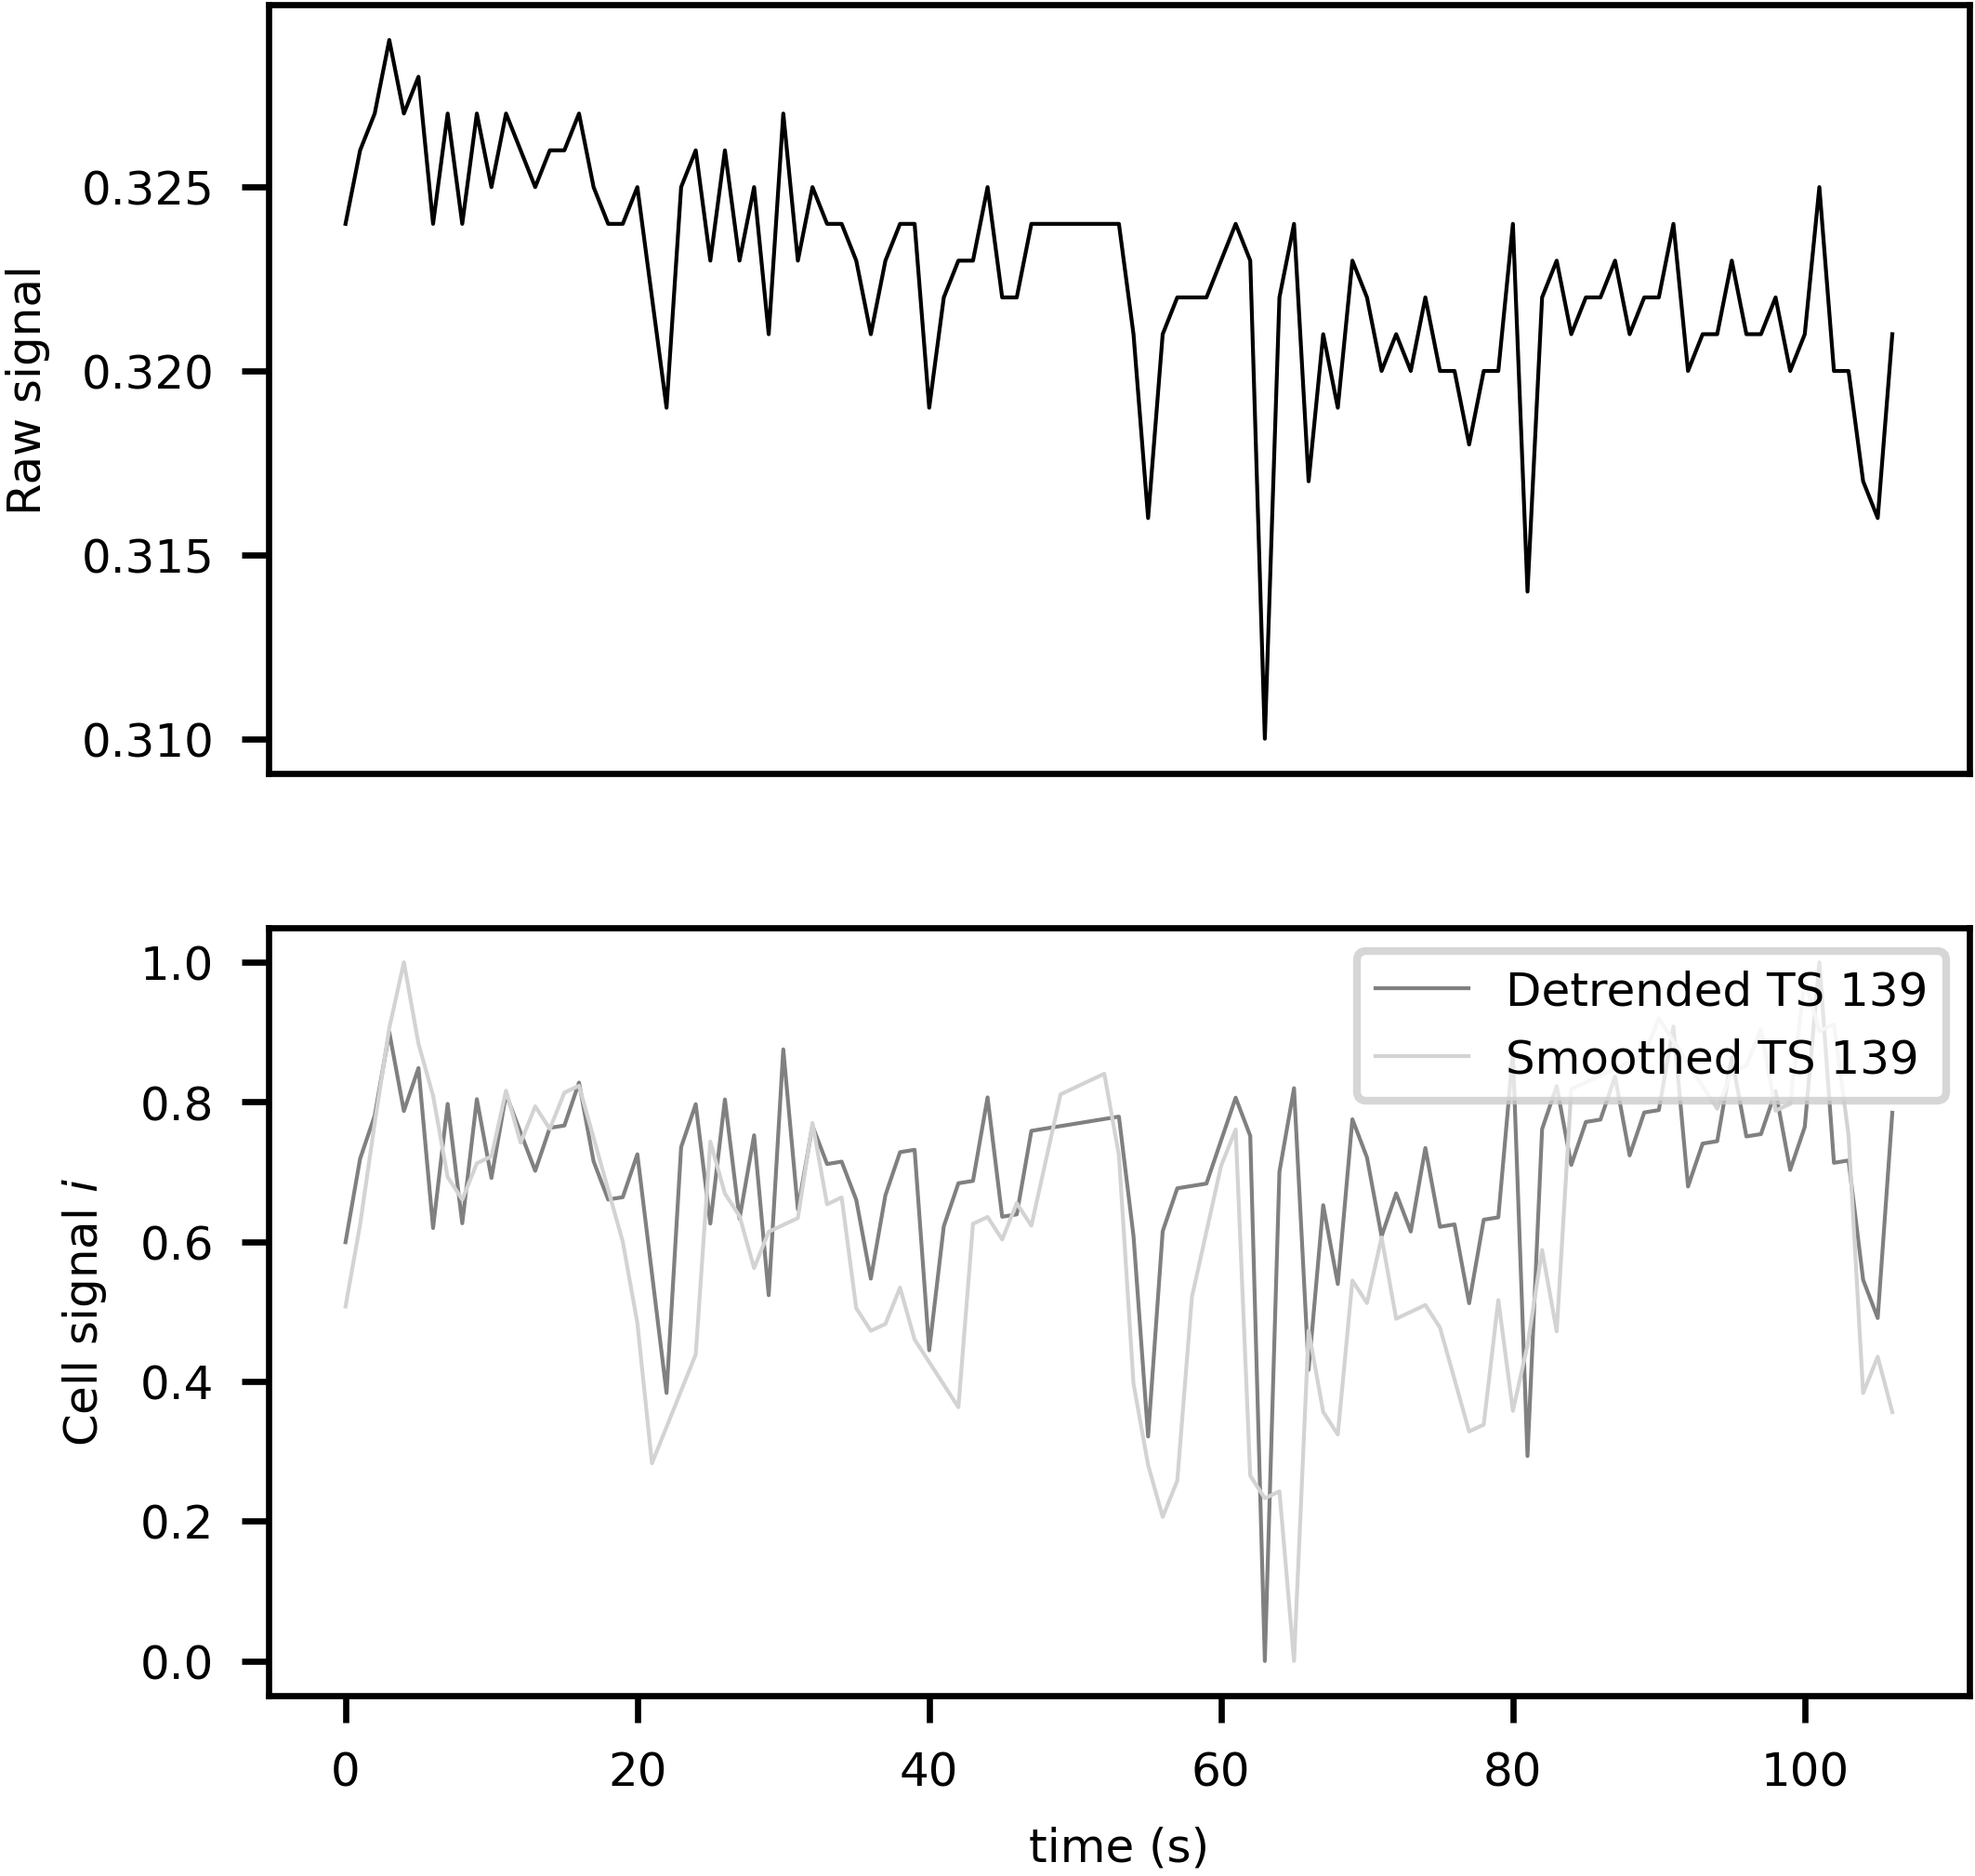 Raw signal
0.325
0.320
0.315
0.310
Cell signal i
1.0
0.8
0.6
0.4
0.2
0.0
Detrended TS 139
Smoothed TS 139
0 20 40 60 80 100
time (s)